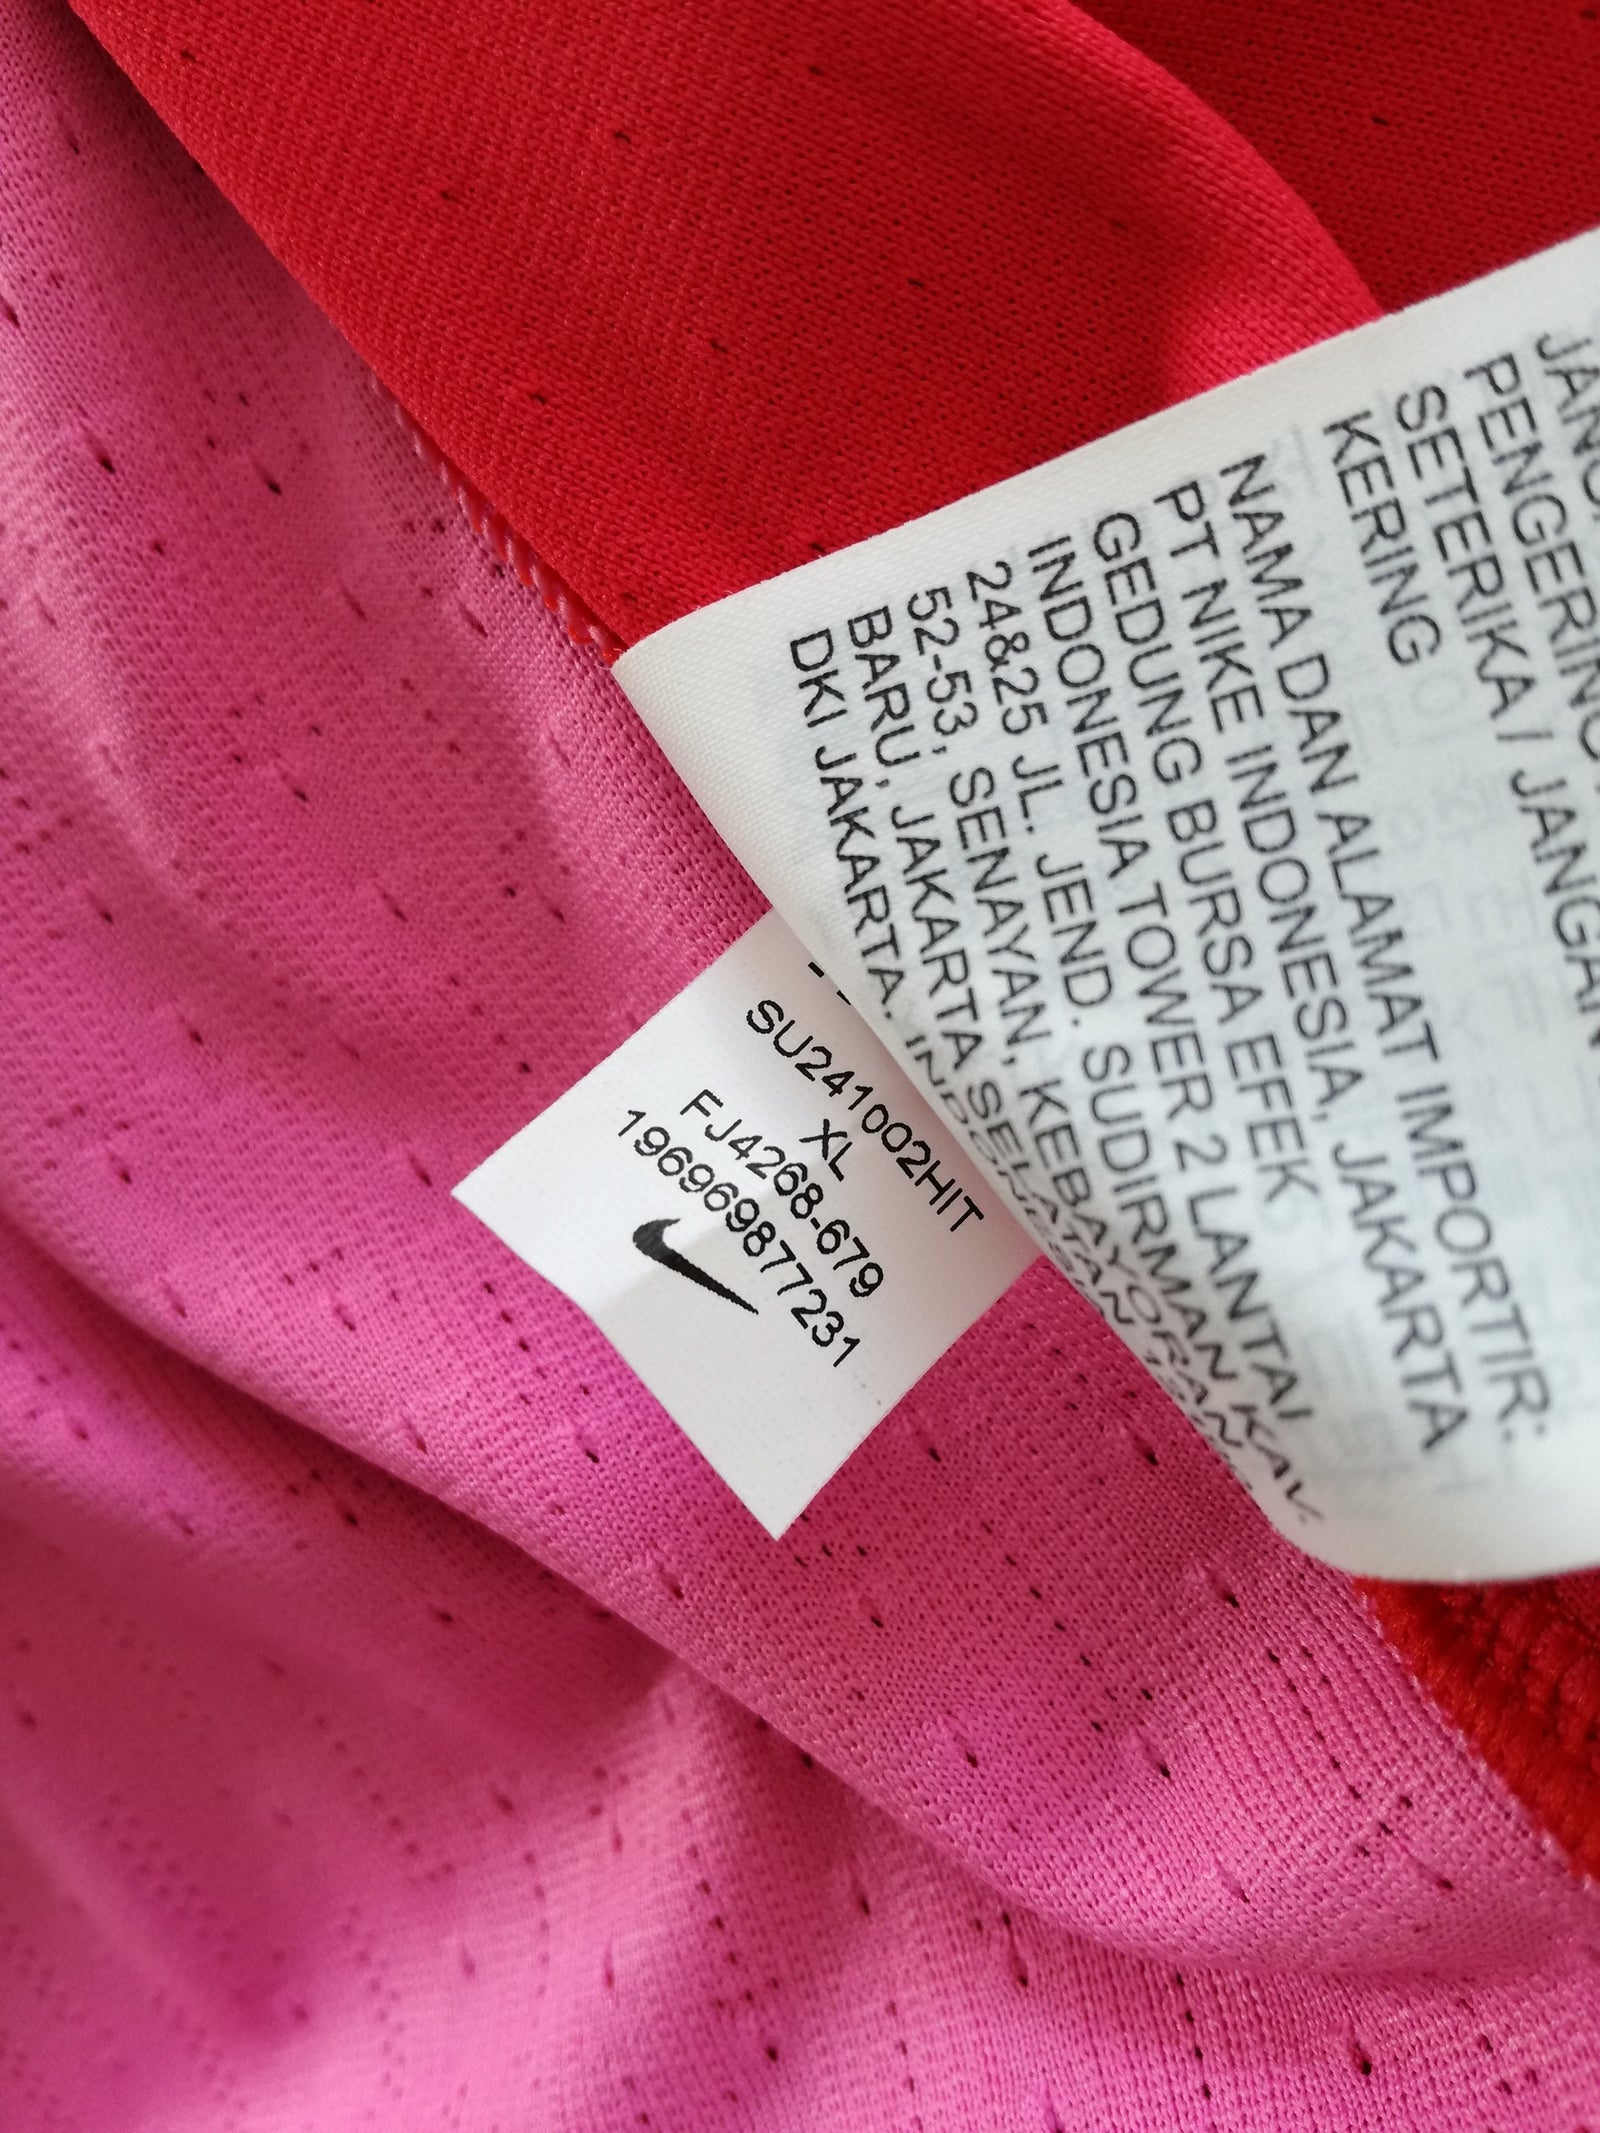 JANG
PENGERING
SETERIKA / JANGAN
KERING
NAMA DAN ALAMAT IMPORTIR:
PT NIKE INDONESIA, JAKARTA
GEDUNG BURSA EFEK
INDONESIA TOWER 2 LANTAI
24&25 JL. JEND. SUDIRMAN KAV.
52-53, SENAYAN, KEBAYORAN
BARU, JAKARTA SELATAN
DKI JAKARTA.
SU241002HIT
XL
FJ4268-679
196969877231